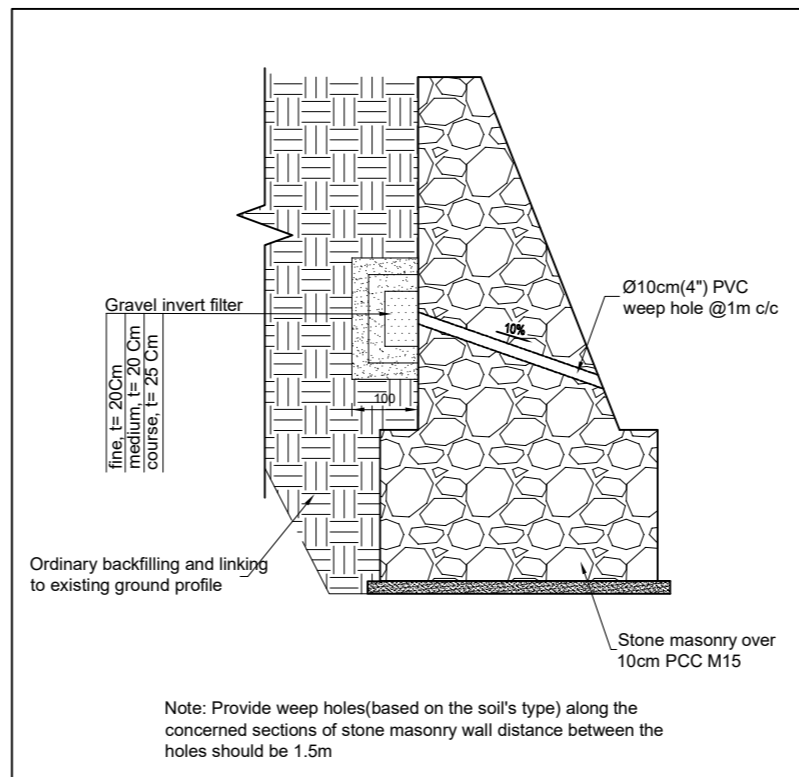 Gravel invert filter
fine, t= 20Cm
medium, t= 20 Cm
course, t= 25 Cm
Ø10cm(4") PVC
weep hole @1m c/c
10%
100
Ordinary backfilling and linking
to existing ground profile
Stone masonry over
10cm PCC M15
Note: Provide weep holes(based on the soil's type) along the
concerned sections of stone masonry wall distance between the
holes should be 1.5m